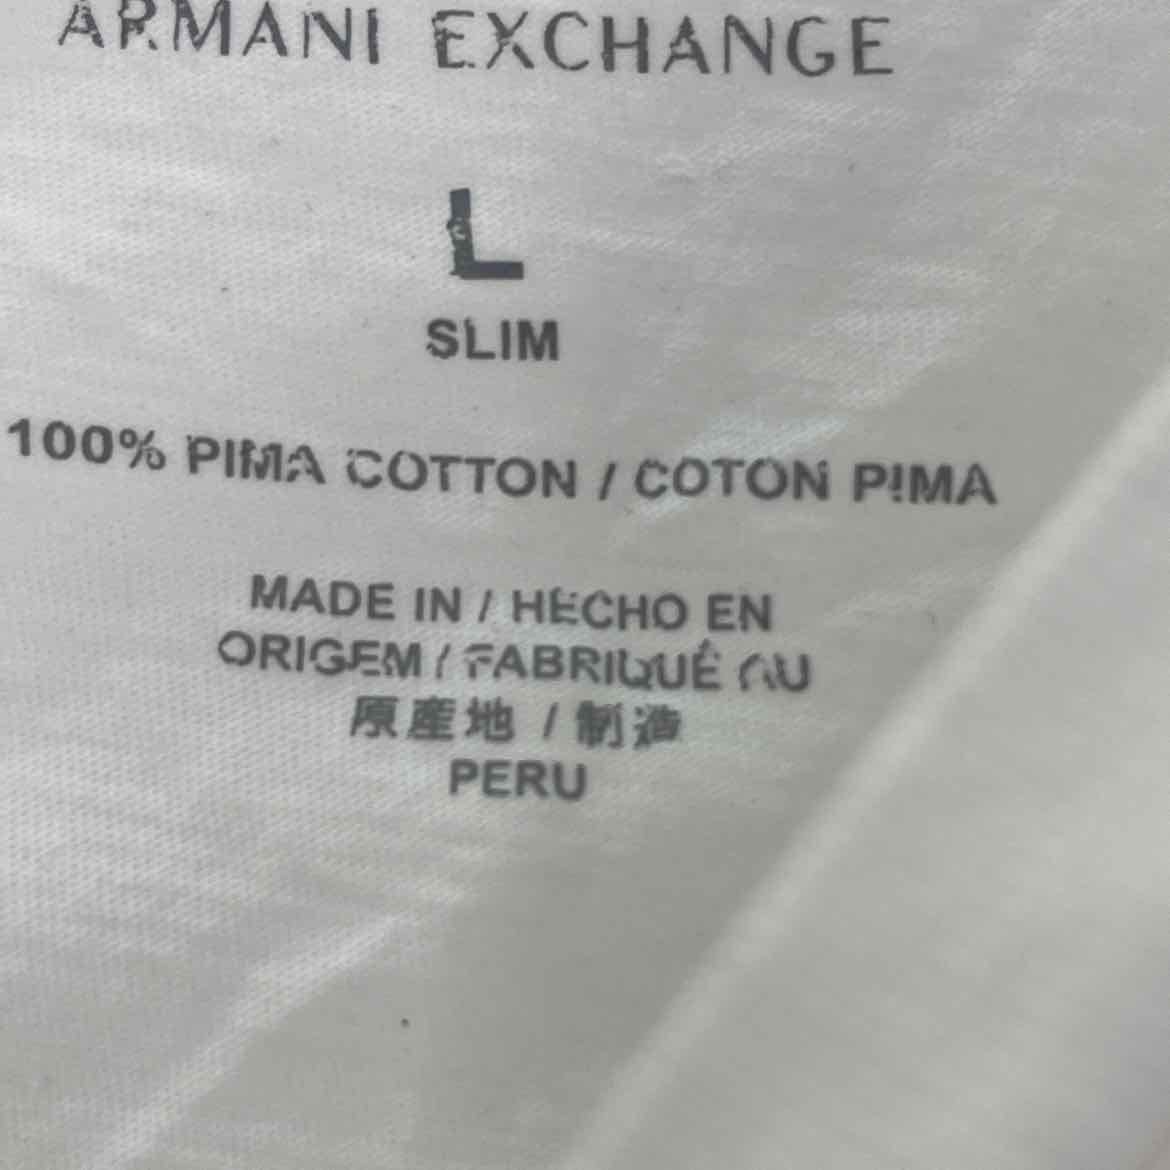 ARMANI EXCHANGE
L
SLIM
100% PIMA COTTON / COTON PIMA
MADE IN / HECHO EN
ORIGEM / FABRIQUÉ AU
原産地 / 制造
PERU